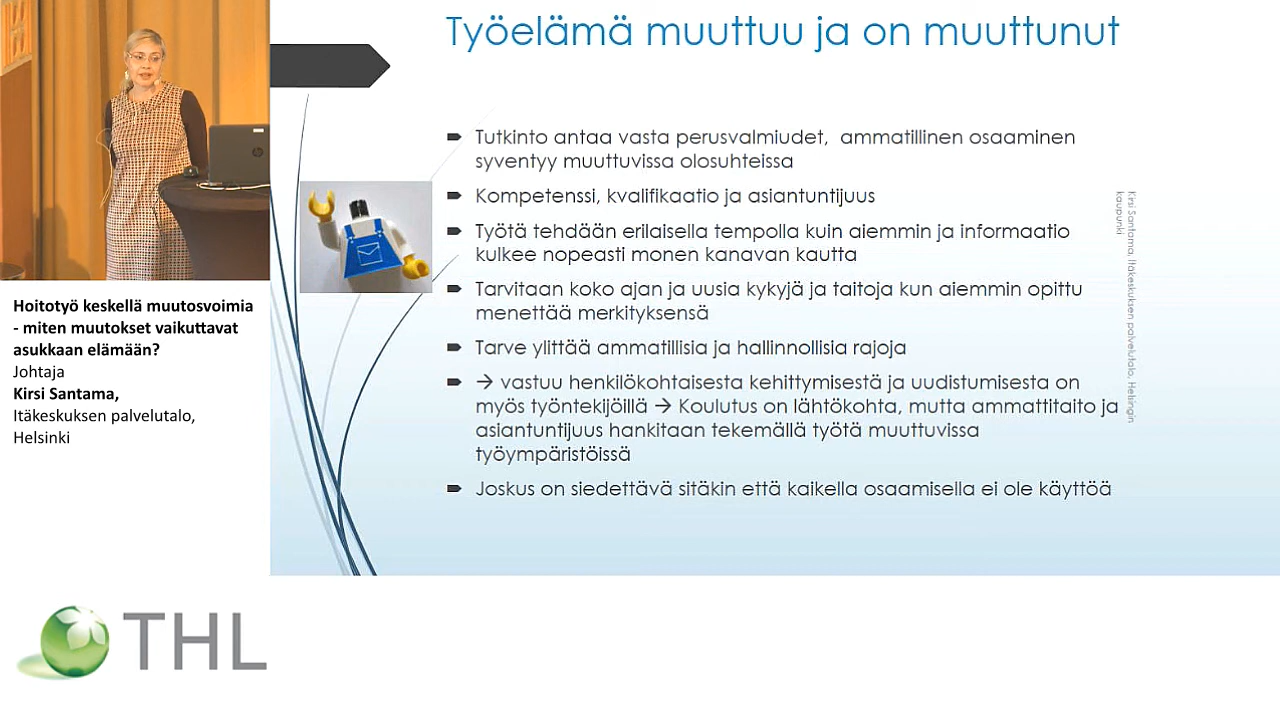 Työelämä muuttuu ja on muuttunut
Tutkinto antaa vasta perusvalmiudet, ammatillinen osaaminen
syventyy muuttuvissa olosuhteissa
Kompetenssi, kvalifikaatio ja asiantuntijuus
Työtä tehdään erilaisella tempolla kuin aiemmin ja informaatio
kulkee nopeasti monen kanavan kautta
Tarvitaan koko ajan ja uusia kykyjä ja taitoja kun aiemmin opittu
menettää merkityksensä
Tarve ylittää ammatillisia ja hallinnollisia rajoja
→ vastuu henkilökohtaisesta kehittymisestä ja uudistumisesta on
myös työntekijöillä → Koulutus on lähtökohta, mutta ammattitaito ja
asiantuntijuus hankitaan tekemällä työtä muuttuvissa
työympäristöissä
Joskus on siedettävä sitäkin että kaikella osaamisella ei ole käyttöä
Kirsi Santama, Itäkeskuksen palvelutalo, Helsingin
kaupunki
Hoitotyö keskellä muutosvoimia
- miten muutokset vaikuttavat
asukkaan elämään?
Johtaja
Kirsi Santama,
Itäkeskuksen palvelutalo,
Helsinki
hp
THL